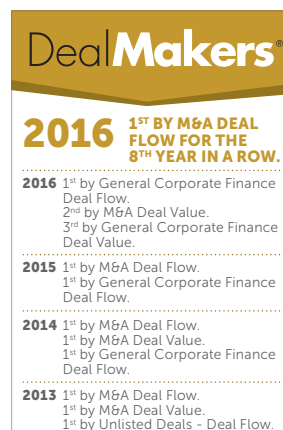 DealMakers®
2016 1ST BY M&A DEAL
FLOW FOR THE
8TH YEAR IN A ROW.
2016 1st by General Corporate Finance
Deal Flow.
2nd by M&A Deal Value.
3rd by General Corporate Finance
Deal Value.
2015 1st by M&A Deal Flow.
1st by General Corporate Finance
Deal Flow.
2014 1st by M&A Deal Flow.
1st by M&A Deal Value.
1st by General Corporate Finance
Deal Flow.
2013 1st by M&A Deal Flow.
1st by M&A Deal Value.
1st by Unlisted Deals - Deal Flow.